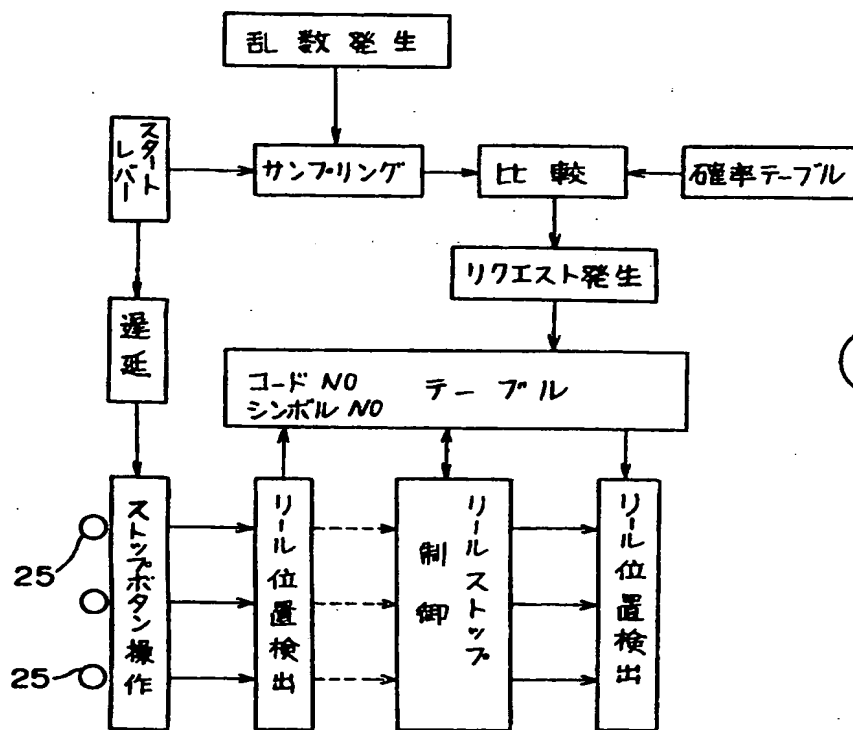 乱数発生
スタート
レバー
サンプリング
比較
確率テーブル
リクエスト発生
遅延
コードNO
シンボルNO
テーブル
25
25
ストップボタン操作
リール位置検出
リールストップ
制御
リール位置検出